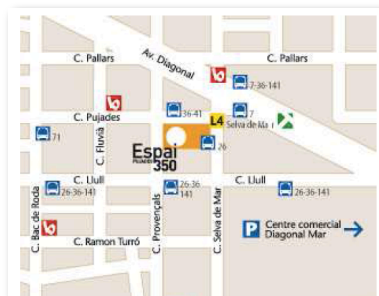 C. Pallars
Av. Diagonal
C. Pallars
7-36-141
C. Pujades
36-41
L4
7
Selva de Ma
71
C. Fluvià
Espai
350
26
C. Llull
26-36-141
26-36
141
C. Llull
26-36-141
C. Bac de Roda
C. Provençals
C. Selva de Mar
C. Ramon Turró
P
Centre comercial
Diagonal Mar